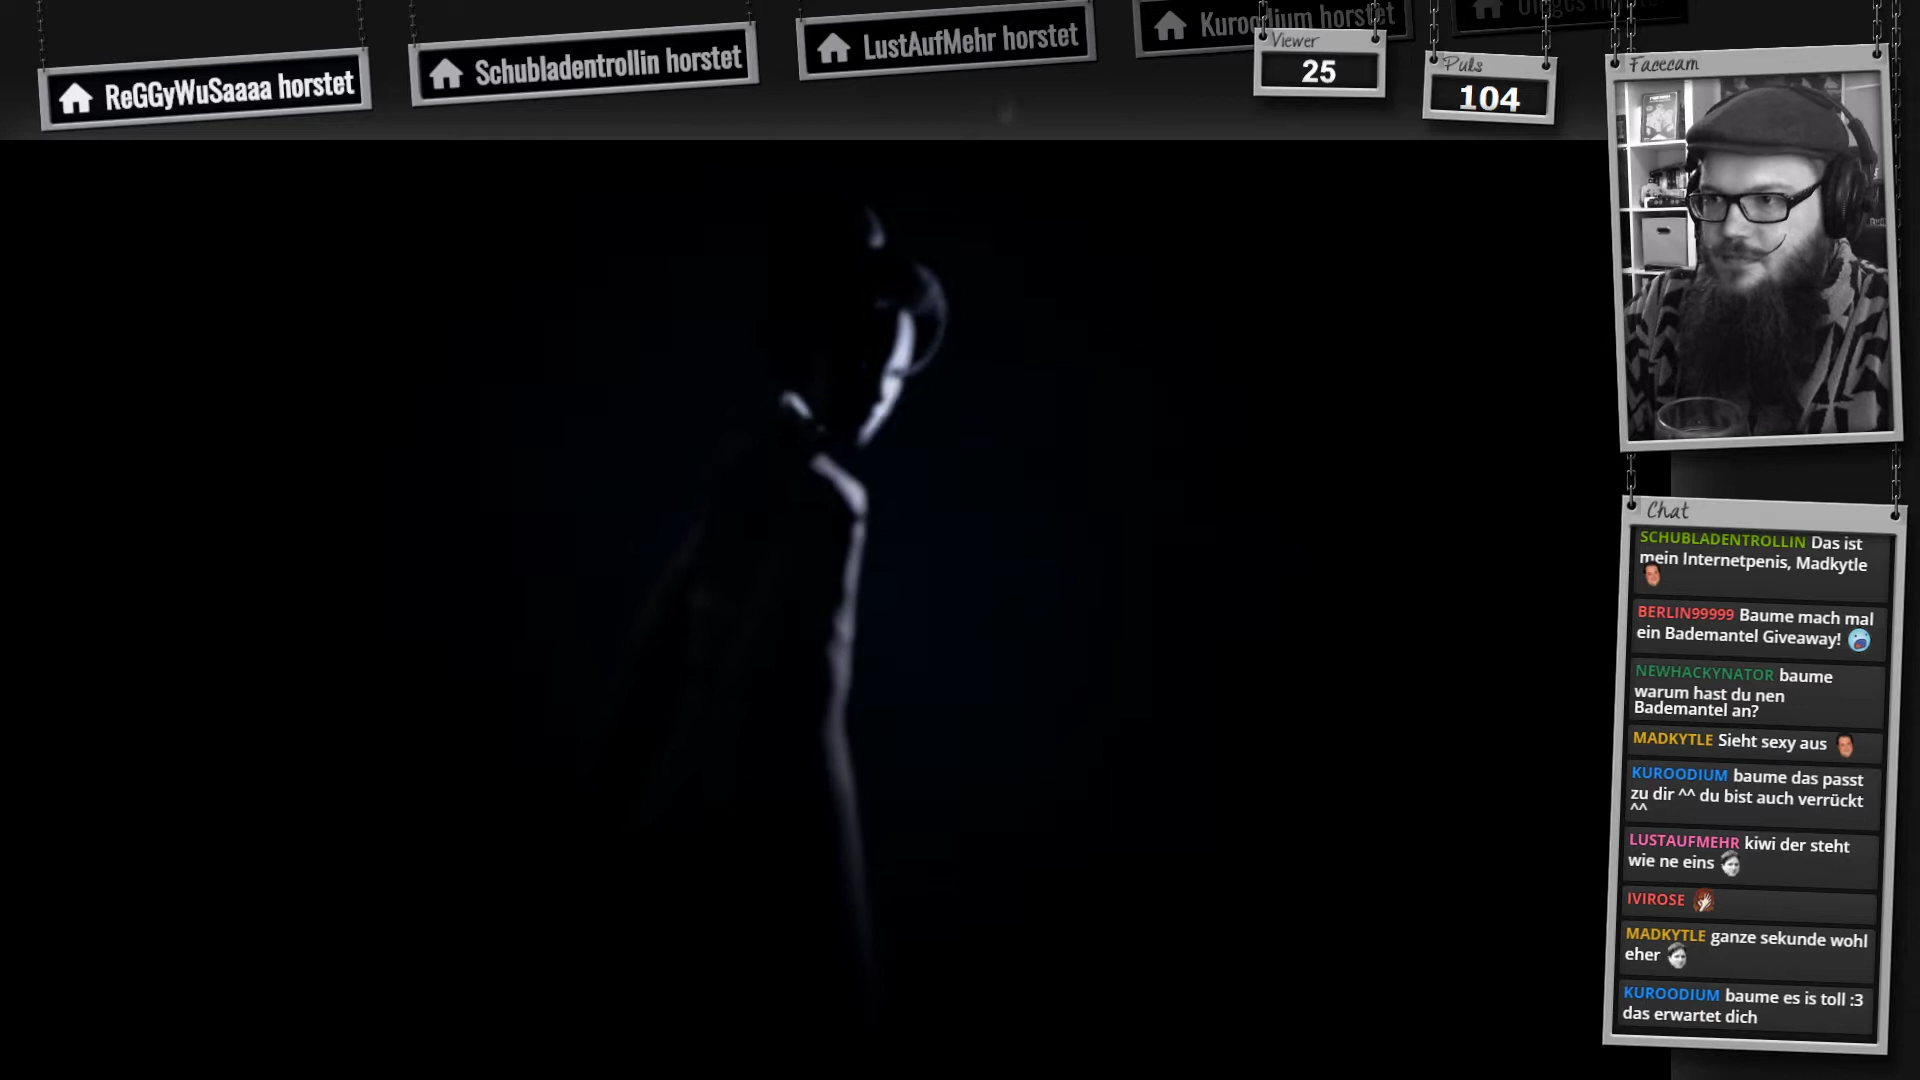 ReGGyWuSaaaa horstet
Schubladentrollin horstet
LustAufMehr horstet
Kuroodium horstet
Viewer
25
Puls
104
Facecam
Chat
SCHUBLADENTROLLIN Das ist
mein Internetpenis, Madkytle
BERLIN99999 Baume mach mal
ein Bademantel Giveaway!
NEWHACKYNATOR baume
warum hast du nen
Bademantel an?
MADKYTLE Sieht sexy aus
KUROODIUM baume das passt
zu dir ^^ du bist auch verrückt
^^
LUSTAUFMEHR kiwi der steht
wie ne eins
IVIROSE
MADKYTLE ganze sekunde wohl
eher
KUROODIUM baume es is toll :3
das erwartet dich